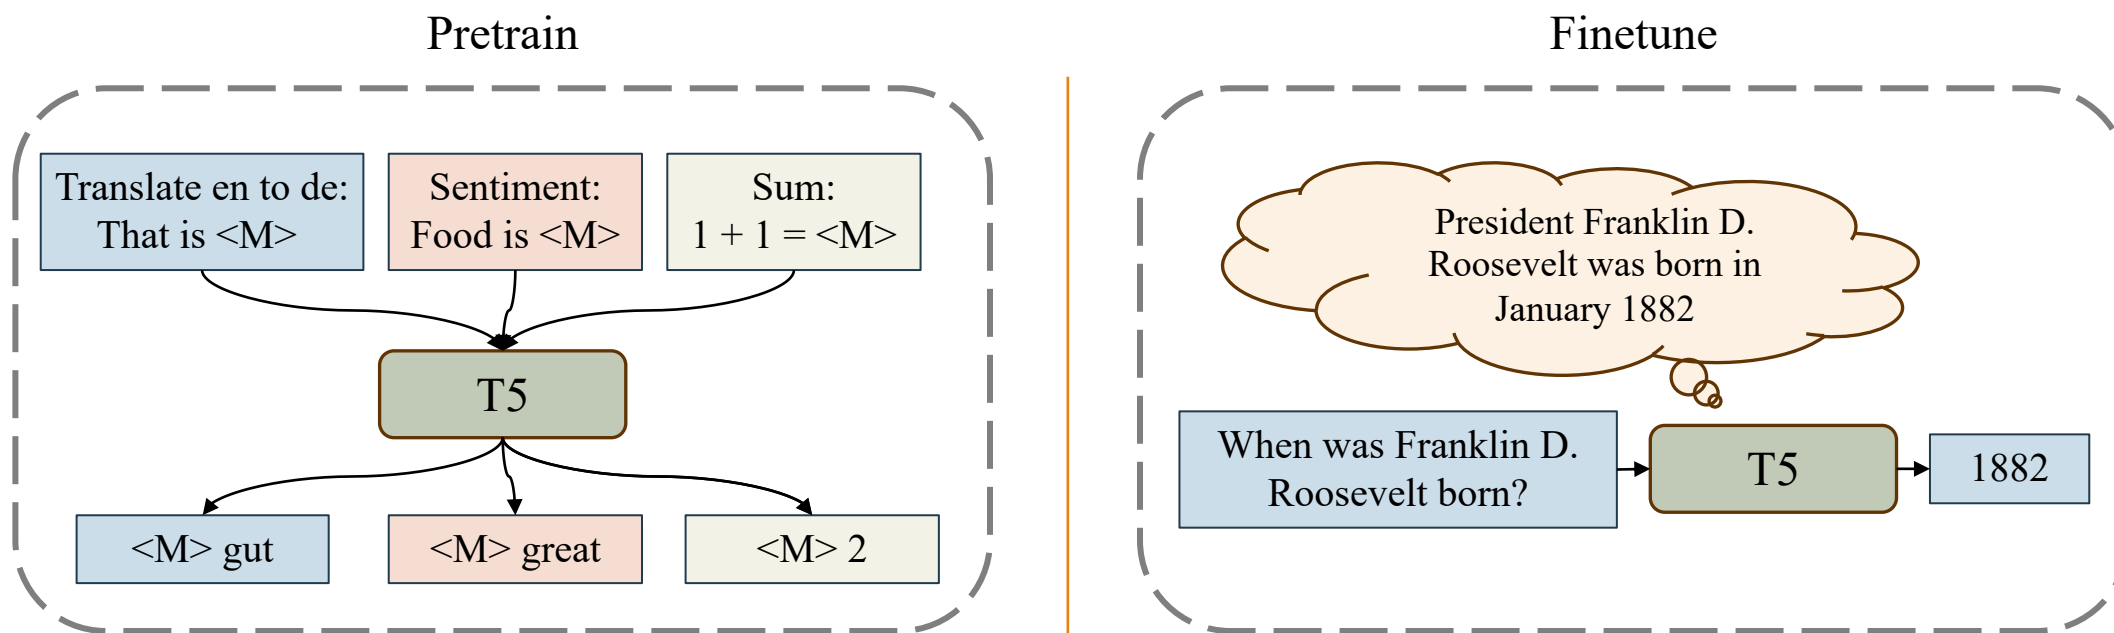 Pretrain
Translate en to de:
That is <M>
Sentiment:
Food is <M>
Sum:
1 + 1 = <M>
T5
<M> gut
<M> great
<M> 2
Finetune
President Franklin D.
Roosevelt was born in
January 1882
When was Franklin D.
Roosevelt born?
T5
1882